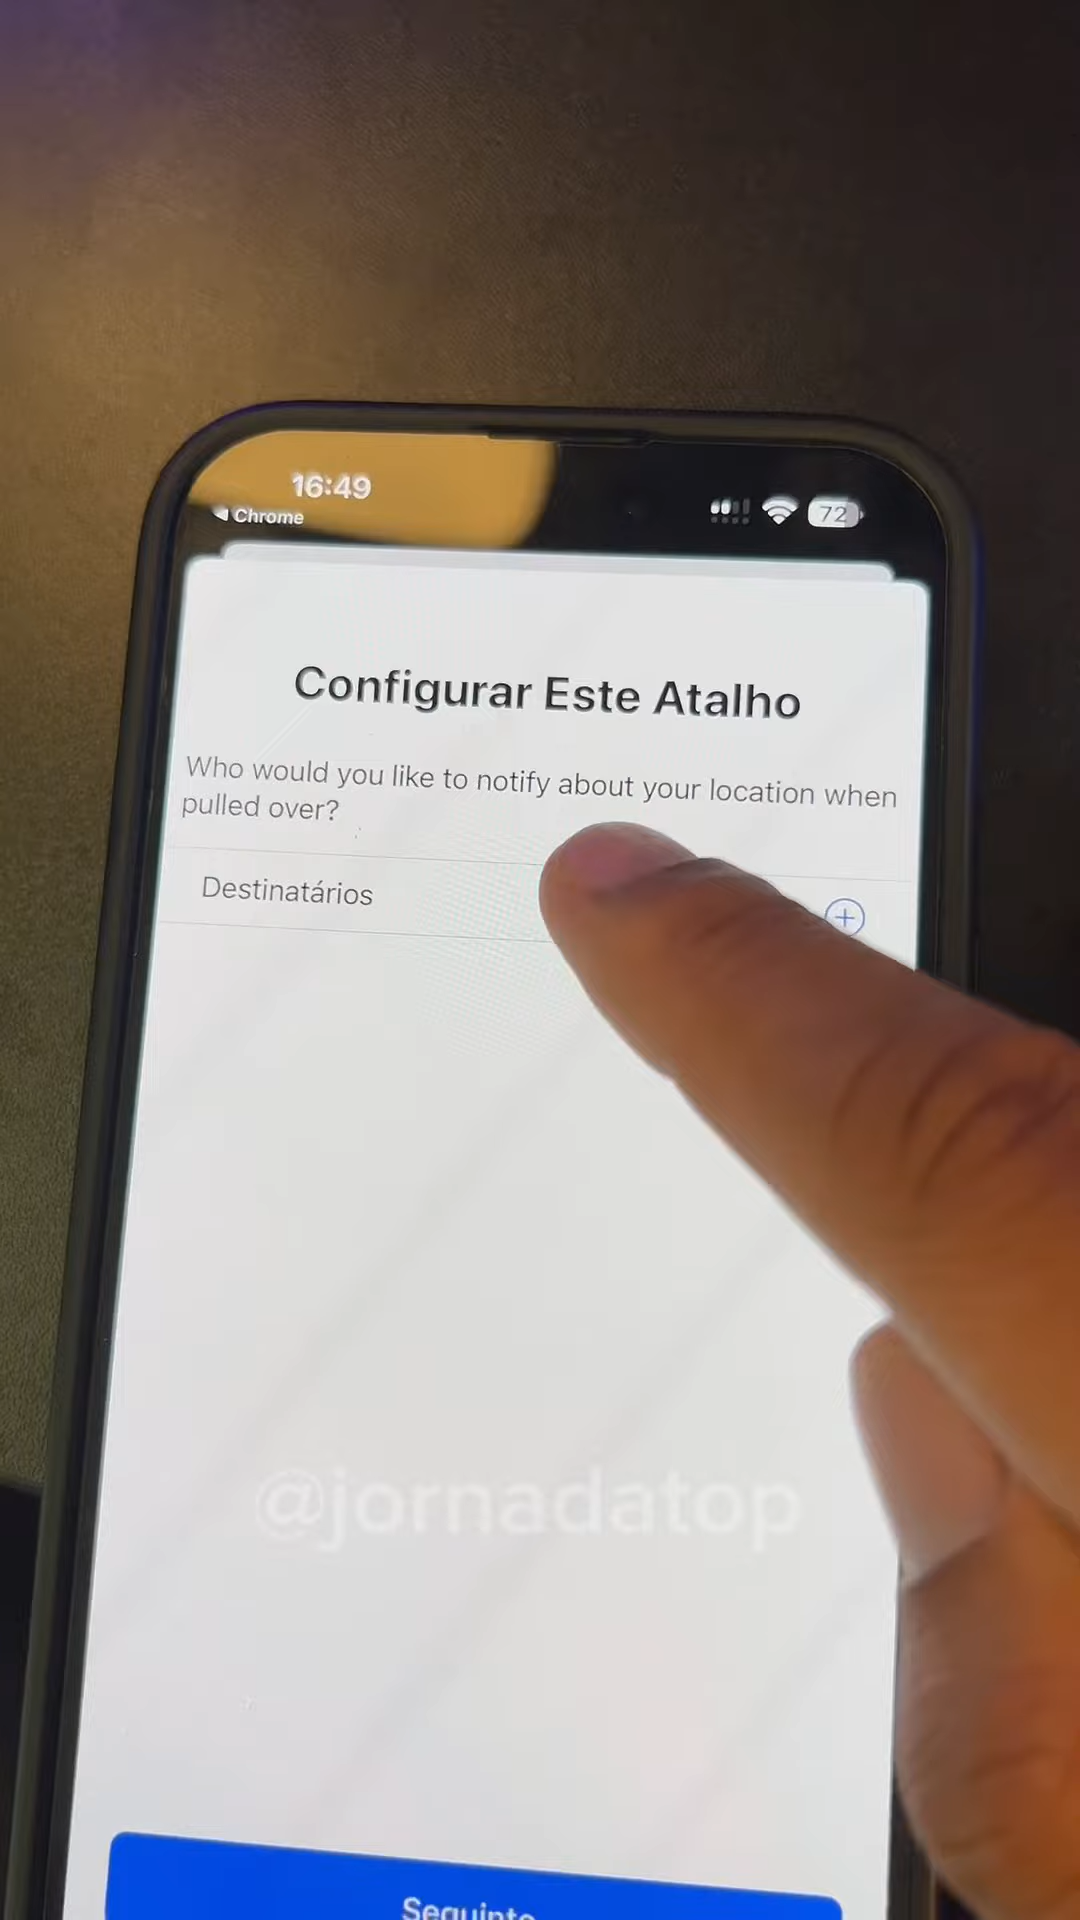 16:49
Chrome
72
Configurar Este Atalho
Who would you like to notify about your location when
pulled over?
Destinatários
@jornadatop
Seguinte